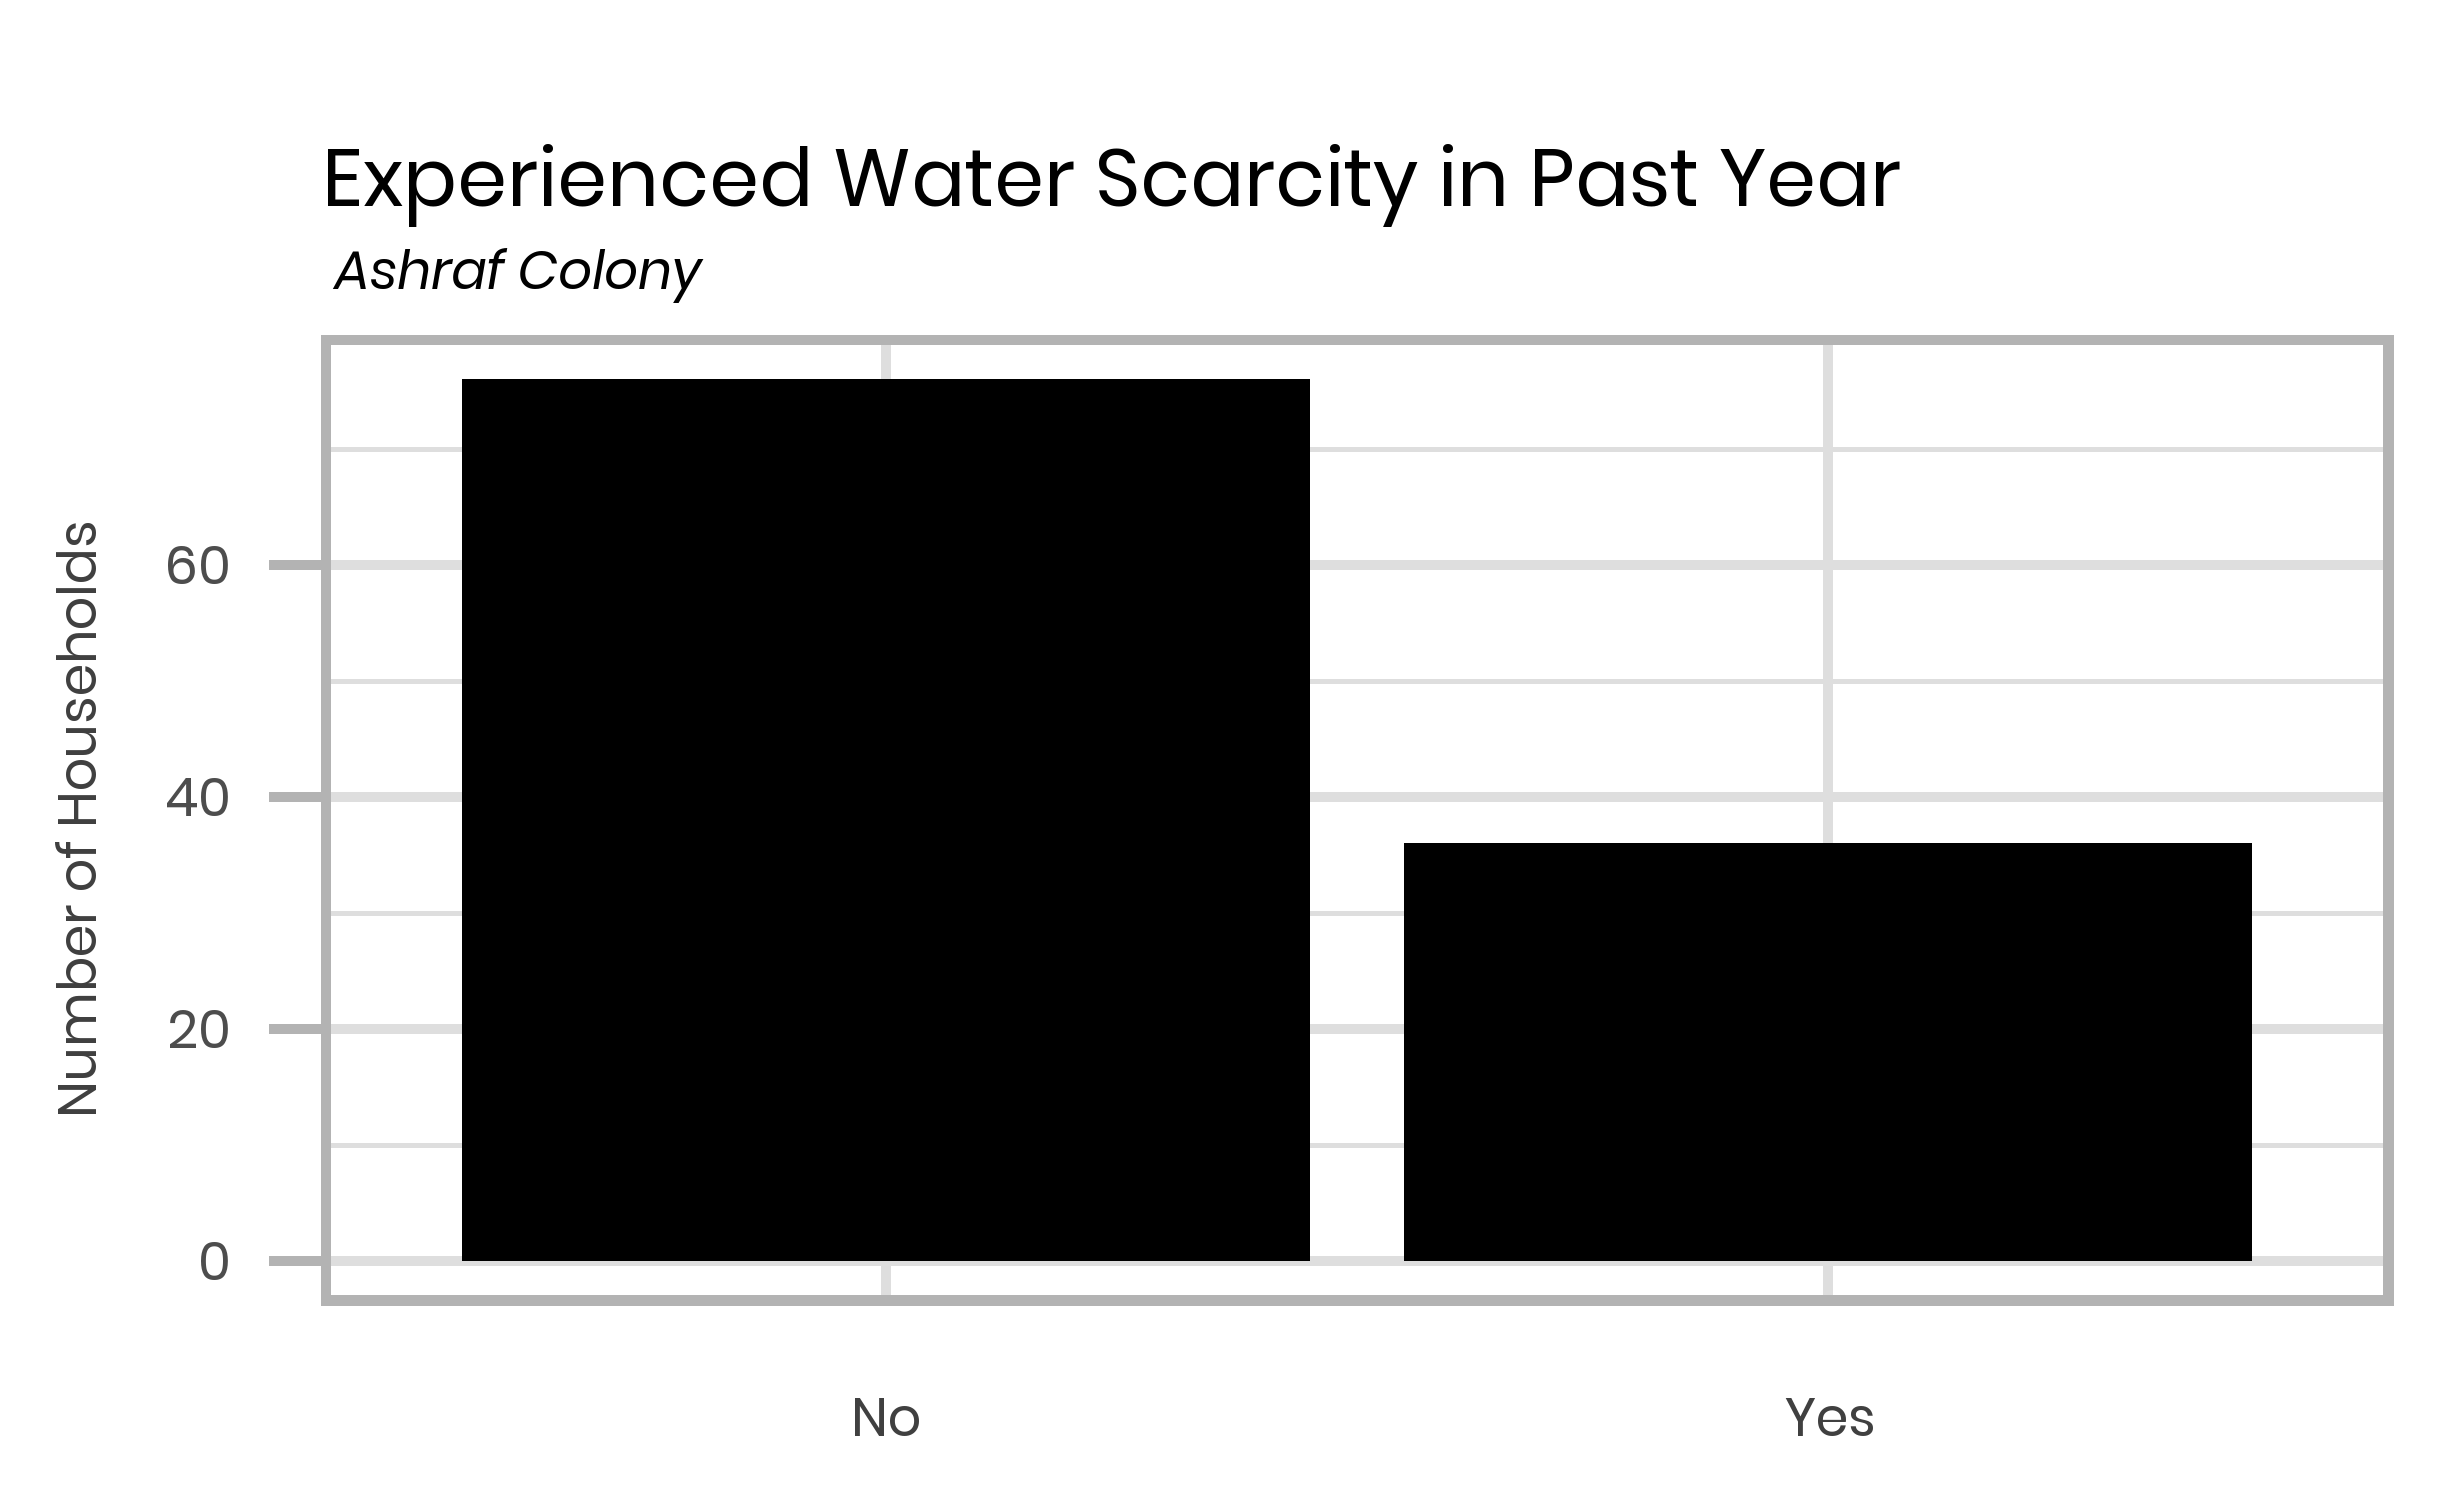 Experienced Water Scarcity in Past Year
Ashraf Colony
Number of Households
60
40
20
0
No
Yes